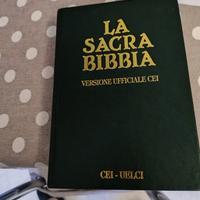 LA
SACRA
BIBBIA
VERSIONE UFFICIALE CEI
CEI - UELCI